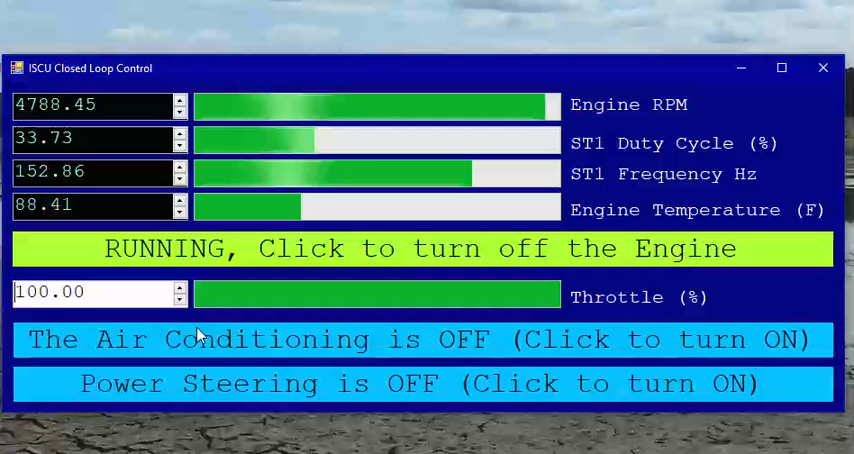 ISCU Closed Loop Control
4788.45 Engine RPM
33.73 ST1 Duty Cycle (%)
152.86 ST1 Frequency Hz
88.41 Engine Temperature (F)
RUNNING, Click to turn off the Engine
100.00 Throttle (%)
The Air Conditioning is OFF (Click to turn ON)
Power Steering is OFF (Click to turn ON)